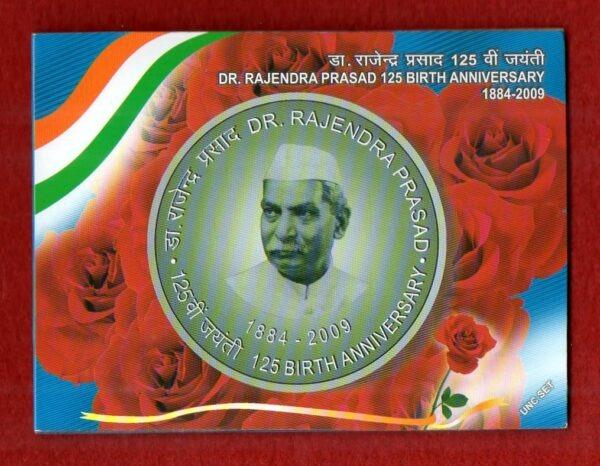 डा. राजेन्द्र प्रसाद 125 वीं जयंती
DR. RAJENDRA PRASAD 125 BIRTH ANNIVERSARY
1884-2009
डा. राजेन्द्र प्रसाद DR. RAJENDRA PRASAD
1884 - 2009
125वीं जयंती 125 BIRTH ANNIVERSARY
UNC SET